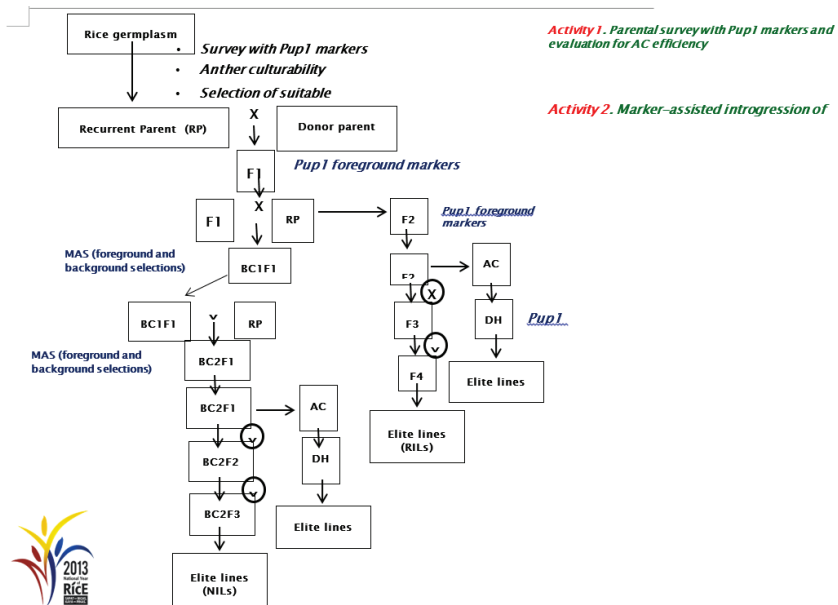 Rice germplasm
• Survey with Pup1 markers
• Anther culturability
• Selection of suitable
Activity 1. Parental survey with Pup1 markers and
evaluation for AC efficiency
Activity 2. Marker–assisted introgression of
Recurrent Parent (RP)
X
Donor parent
F1
Pup1 foreground markers
F1
X
RP
F2
Pup1 foreground
markers
MAS (foreground and
background selections)
BC1F1
F2
AC
X
BC1F1
RP
F3
DH
Pup1
MAS (foreground and
background selections)
BC2F1
F4
Elite lines
BC2F1
AC
Elite lines
(RILs)
BC2F2
DH
BC2F3
Elite lines
Elite lines
(NILs)
2013
National Year
of
RiCE